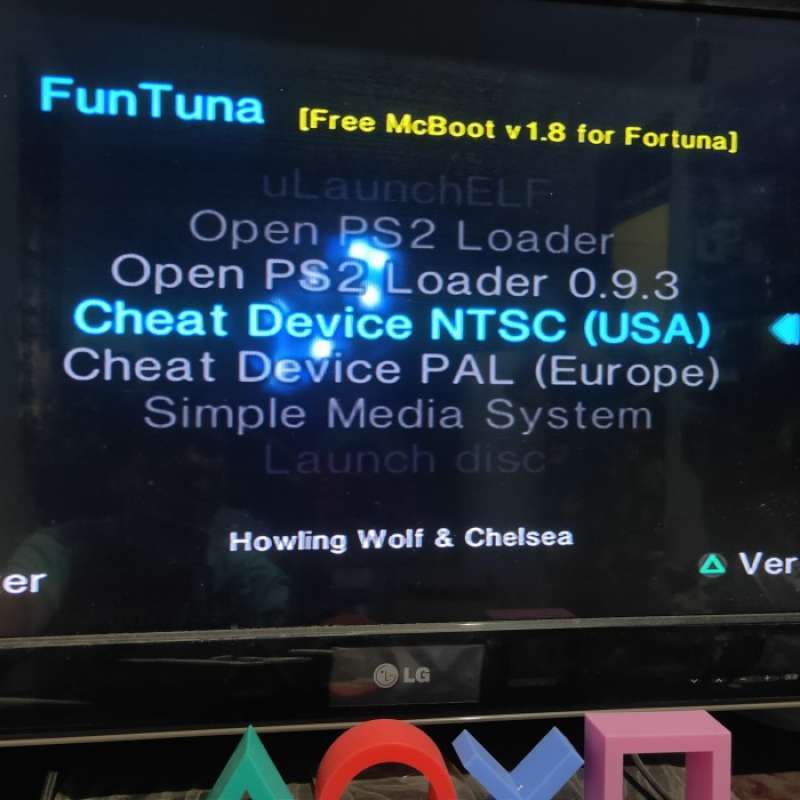 FunTuna [Free McBoot v1.8 for Fortuna]
uLaunchELF
Open PS2 Loader
Open PS2 Loader 0.9.3
Cheat Device NTSC (USA)
Cheat Device PAL (Europe)
Simple Media System
Launch disc
Howling Wolf & Chelsea
er
Ver
LG